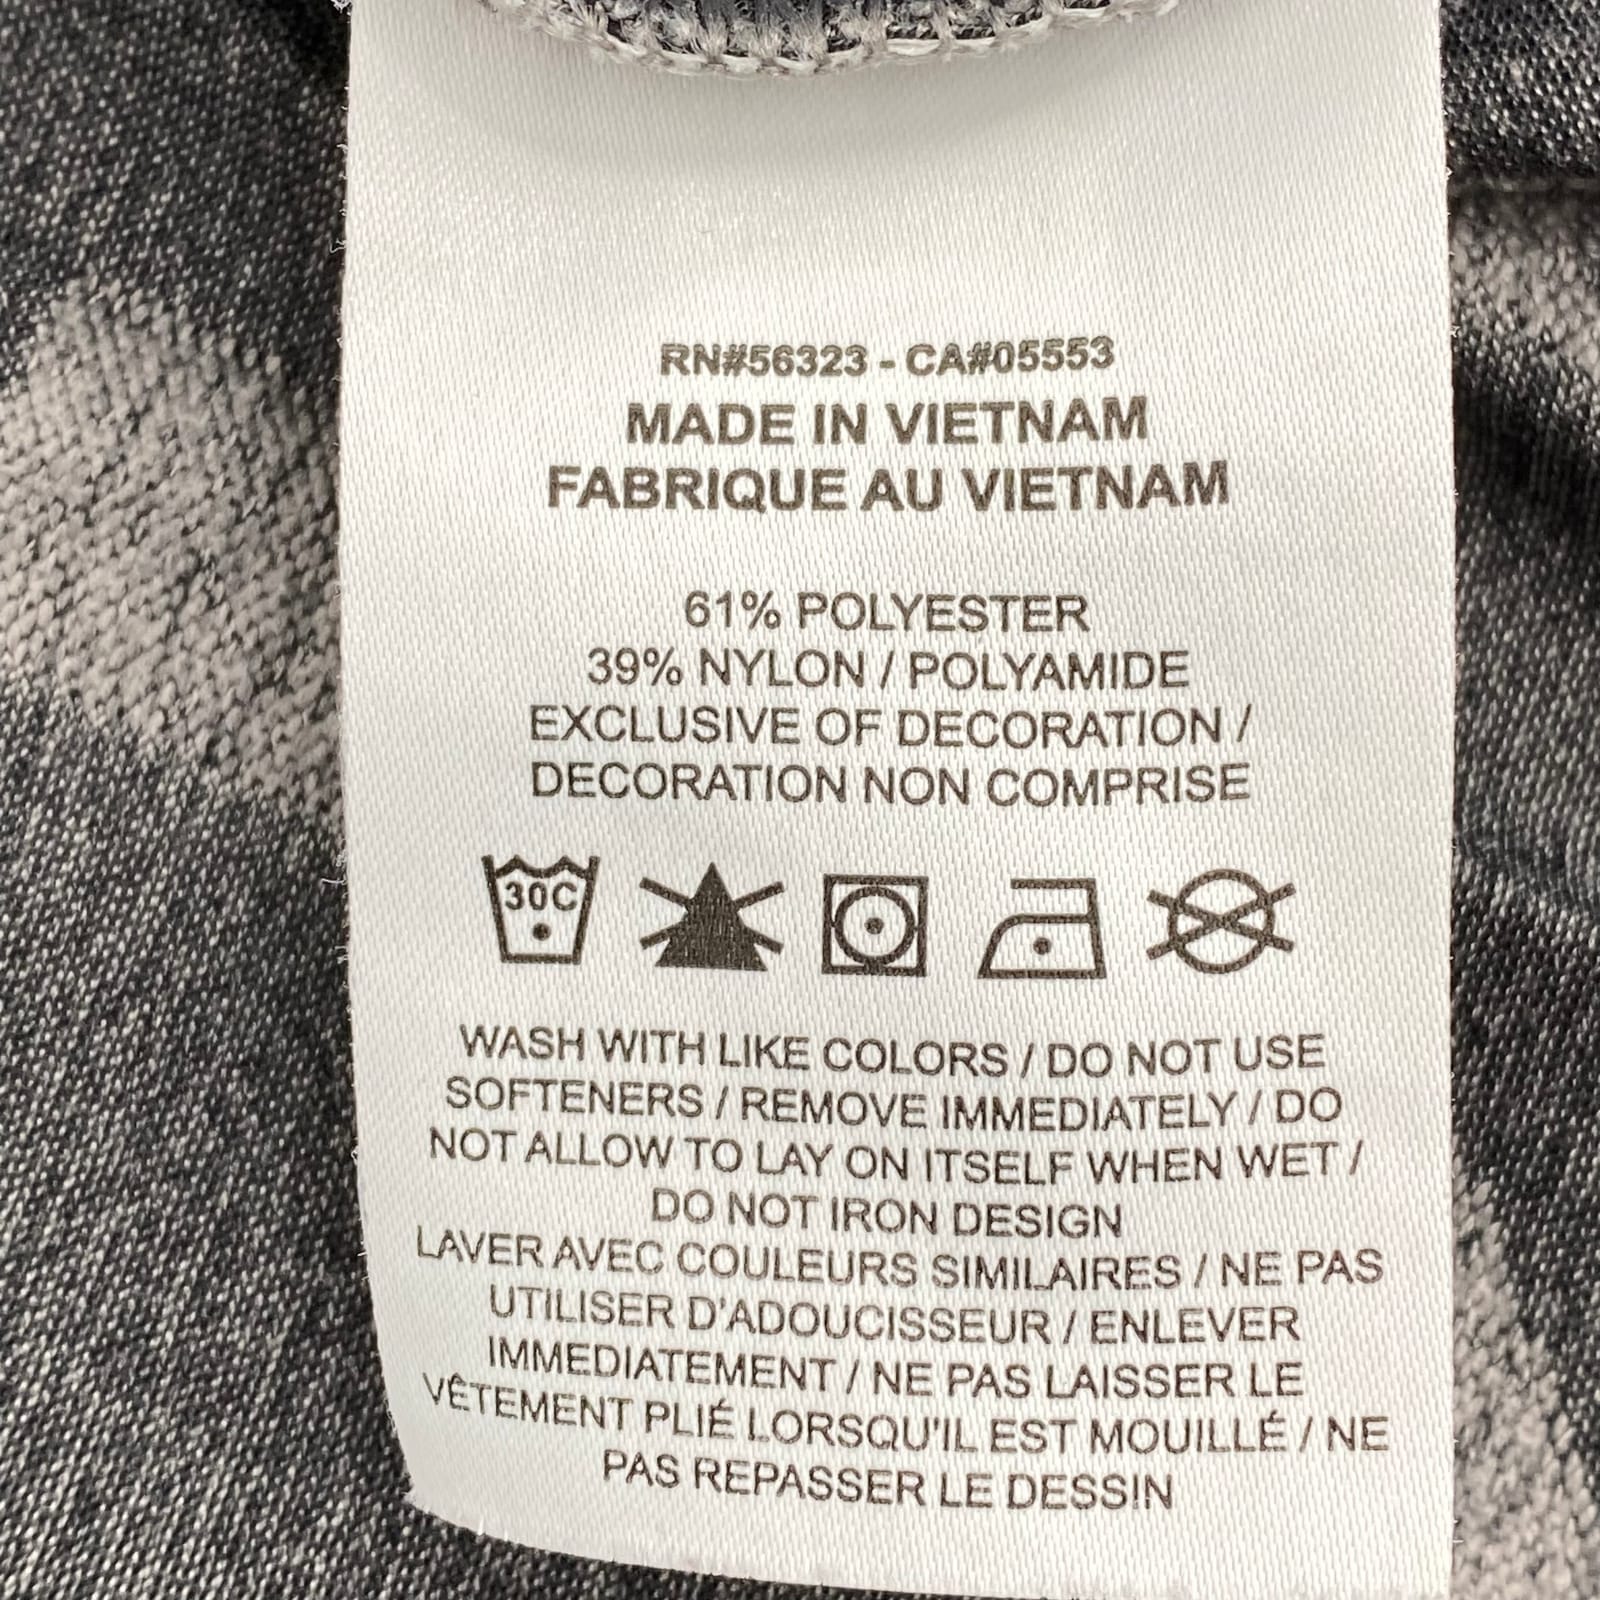 RN#56323 - CA#05553
MADE IN VIETNAM
FABRIQUE AU VIETNAM
61% POLYESTER
39% NYLON / POLYAMIDE
EXCLUSIVE OF DECORATION /
DECORATION NON COMPRISE
30C
WASH WITH LIKE COLORS / DO NOT USE
SOFTENERS / REMOVE IMMEDIATELY / DO
NOT ALLOW TO LAY ON ITSELF WHEN WET /
DO NOT IRON DESIGN
LAVER AVEC COULEURS SIMILAIRES / NE PAS
UTILISER D'ADOUCISSEUR / ENLEVER
IMMEDIATEMENT / NE PAS LAISSER LE
VÊTEMENT PLIÉ LORSQU'IL EST MOUILLÉ / NE
PAS REPASSER LE DESSIN